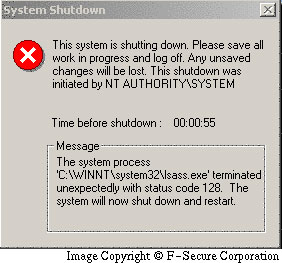 System Shutdown
This system is shutting down. Please save all
work in progress and log off. Any unsaved
changes will be lost. This shutdown was
initiated by NT AUTHORITY\SYSTEM
Time before shutdown : 00:00:55
Message
The system process
'C:\WINNT\system32\lsass.exe' terminated
unexpectedly with status code 128. The
system will now shut down and restart.
Image Copyright © F-Secure Corporation